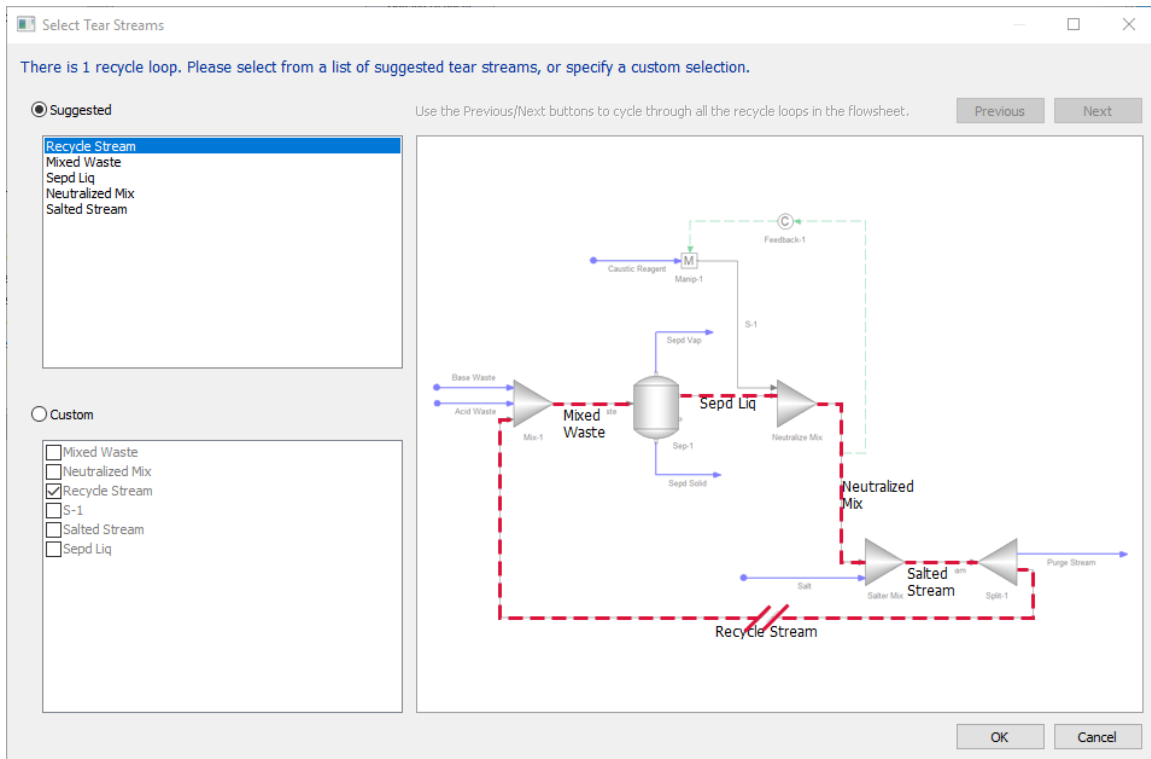 Select Tear Streams
There is 1 recycle loop. Please select from a list of suggested tear streams, or specify a custom selection.
Suggested
Use the Previous/Next buttons to cycle through all the recycle loops in the flowsheet.
Previous
Next
Recycle Stream
Mixed Waste
Sepd Liq
Neutralized Mix
Salted Stream
Custom
Mixed Waste
Neutralized Mix
Recycle Stream
S-1
Salted Stream
Sepd Liq
C
Feedback-1
Caustic Reagent
M
Manip-1
S-1
Sepd Vap
Base Waste
Acid Waste
Mix-1
Mixed
Waste
Sepd Liq
Sep-1
Neutralize Mix
Sepd Solid
Neutralized
Mix
Salt
Salter Mix
Salted
Stream
Split-1
Purge Stream
Recycle Stream
OK
Cancel